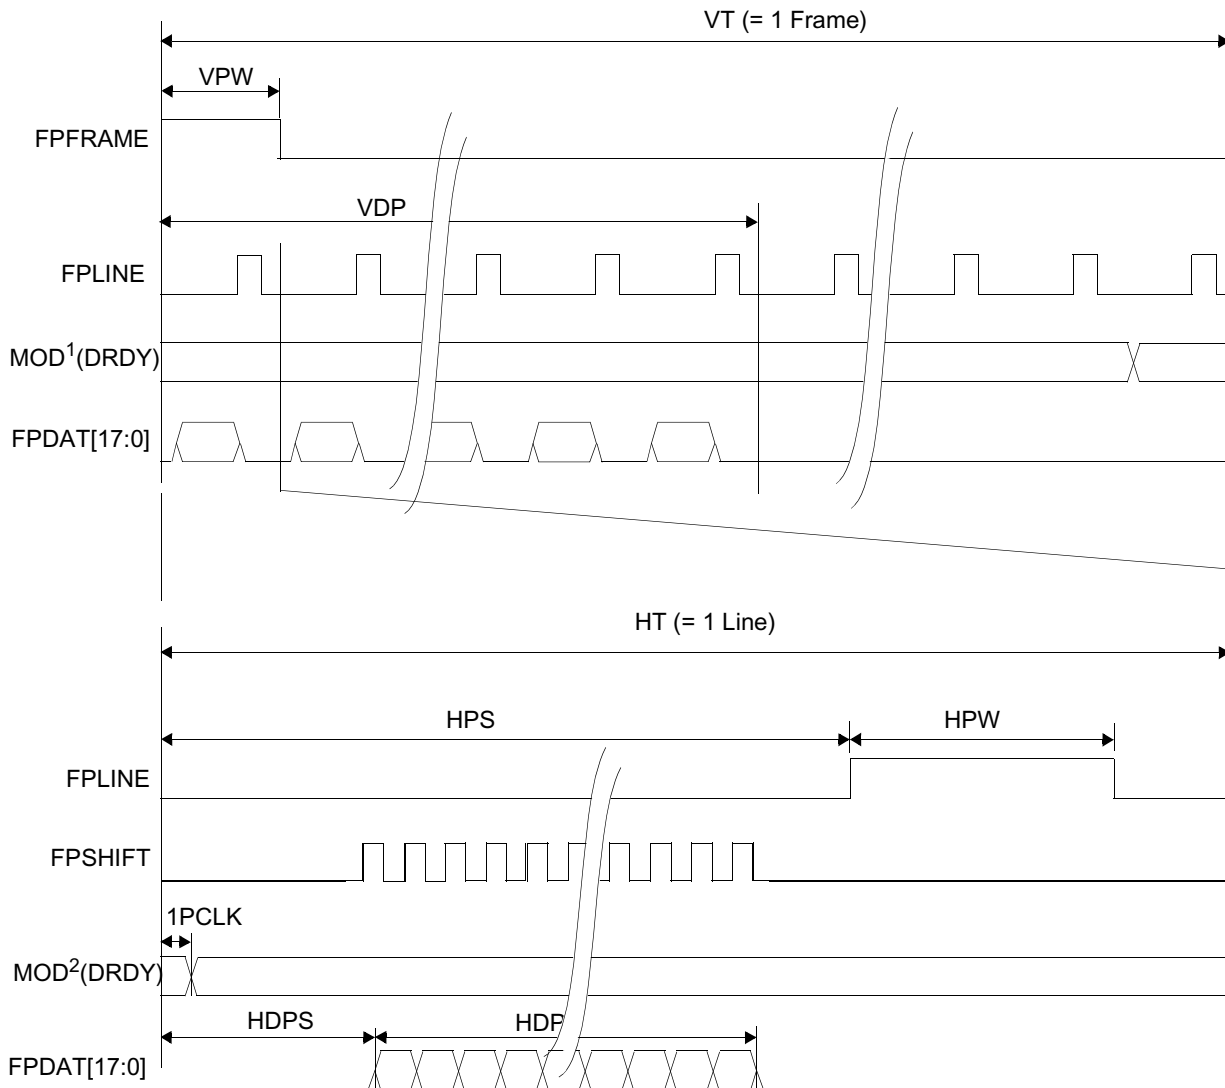 VT (= 1 Frame)
VPW
FPFRAME
VDP
FPLINE
MOD1(DRDY)
FPDAT[17:0]
HT (= 1 Line)
HPS
HPW
FPLINE
FPSHIFT
1PCLK
MOD2(DRDY)
HDPS
HDP
FPDAT[17:0]